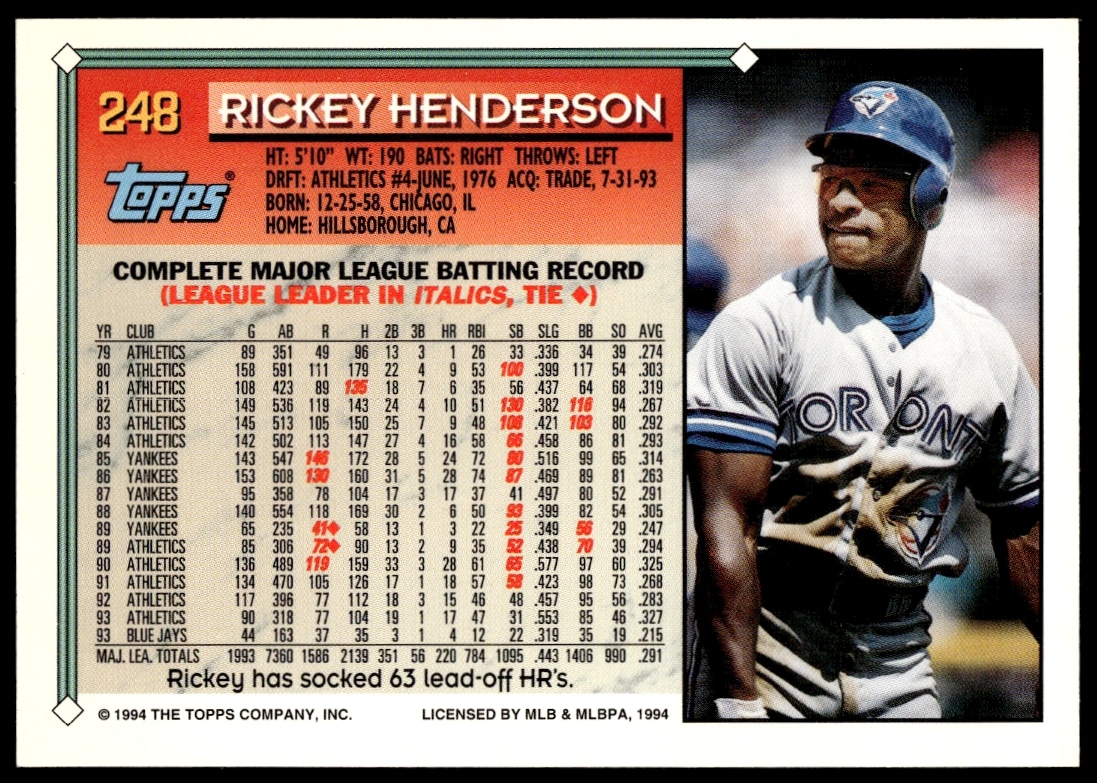 248
RICKEY HENDERSON
topps®
HT: 5'10" WT: 190 BATS: RIGHT THROWS: LEFT
DRFT: ATHLETICS #4-JUNE, 1976 ACQ: TRADE, 7-31-93
BORN: 12-25-58, CHICAGO, IL
HOME: HILLSBOROUGH, CA
COMPLETE MAJOR LEAGUE BATTING RECORD
(LEAGUE LEADER IN ITALICS, TIE ♦)
YR CLUB G AB R H 2B 3B HR RBI SB SLG BB SO AVG
79 ATHLETICS 89 351 49 96 13 3 1 26 33 .336 34 39 .274
80 ATHLETICS 158 591 111 179 22 4 9 53 100 .399 117 54 .303
81 ATHLETICS 108 423 89 135 18 7 6 35 56 .437 64 68 .319
82 ATHLETICS 149 536 119 143 24 4 10 51 130 .382 116 94 .267
83 ATHLETICS 145 513 105 150 25 7 9 48 108 .421 103 80 .292
84 ATHLETICS 142 502 113 147 27 4 16 58 66 .458 86 81 .293
85 YANKEES 143 547 146 172 28 5 24 72 80 .516 99 65 .314
86 YANKEES 153 608 130 160 31 5 28 74 87 .469 89 81 .263
87 YANKEES 95 358 78 104 17 3 17 37 41 .497 80 52 .291
88 YANKEES 140 554 118 169 30 2 6 50 93 .399 82 54 .305
89 YANKEES 65 235 41♦ 58 13 1 3 22 25 .349 56 29 .247
89 ATHLETICS 85 306 72♦ 90 13 2 9 35 52 .438 70 39 .294
90 ATHLETICS 136 489 119 159 33 3 28 61 65 .577 97 60 .325
91 ATHLETICS 134 470 105 126 17 1 18 57 58 .423 98 73 .268
92 ATHLETICS 117 396 77 112 18 3 15 46 48 .457 95 56 .283
93 ATHLETICS 90 318 77 104 19 1 17 47 31 .553 85 46 .327
93 BLUE JAYS 44 163 37 35 3 1 4 12 22 .319 35 19 .215
MAJ. LEA. TOTALS 1993 7360 1586 2139 351 56 220 784 1095 .443 1406 990 .291
Rickey has socked 63 lead-off HR's.
© 1994 THE TOPPS COMPANY, INC. LICENSED BY MLB & MLBPA, 1994
TORONT